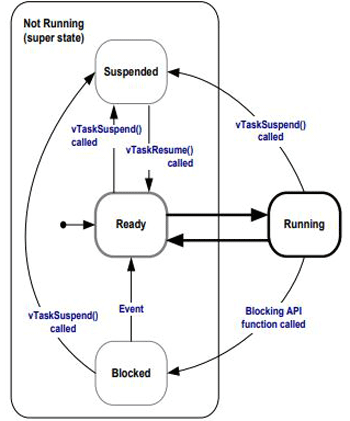 Not Running
(super state)
Suspended
vTaskSuspend()
called
vTaskResume()
called
vTaskSuspend()
called
Ready
Running
Event
vTaskSuspend()
called
Blocking API
function called
Blocked